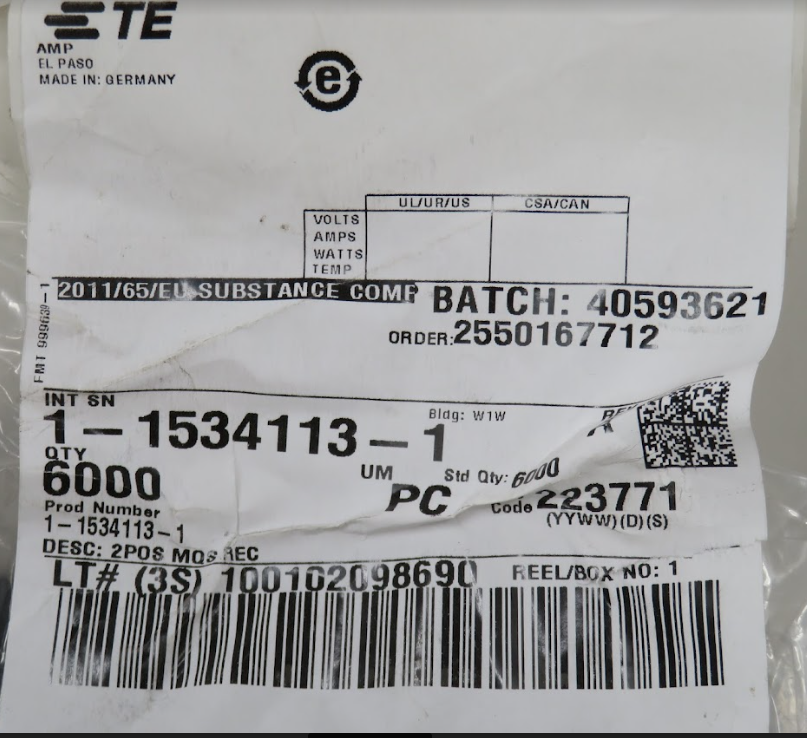 TE
AMP
EL PASO
MADE IN: GERMANY
e
UL/UR/US CSA/CAN
VOLTS
AMPS
WATTS
TEMP
2011/65/EU SUBSTANCE COMP
BATCH: 40593621
ORDER:2550167712
FMT 999639-1
INT SN
1-1534113-1
Bldg: W1W
QTY
6000
UM
PC
Std Qty: 6000
Code 223771
(YYWW)(D)(S)
Prod Number
1-1534113-1
DESC: 2POS MQS REC
LT# (3S) 100102098690
REEL/BOX NO: 1